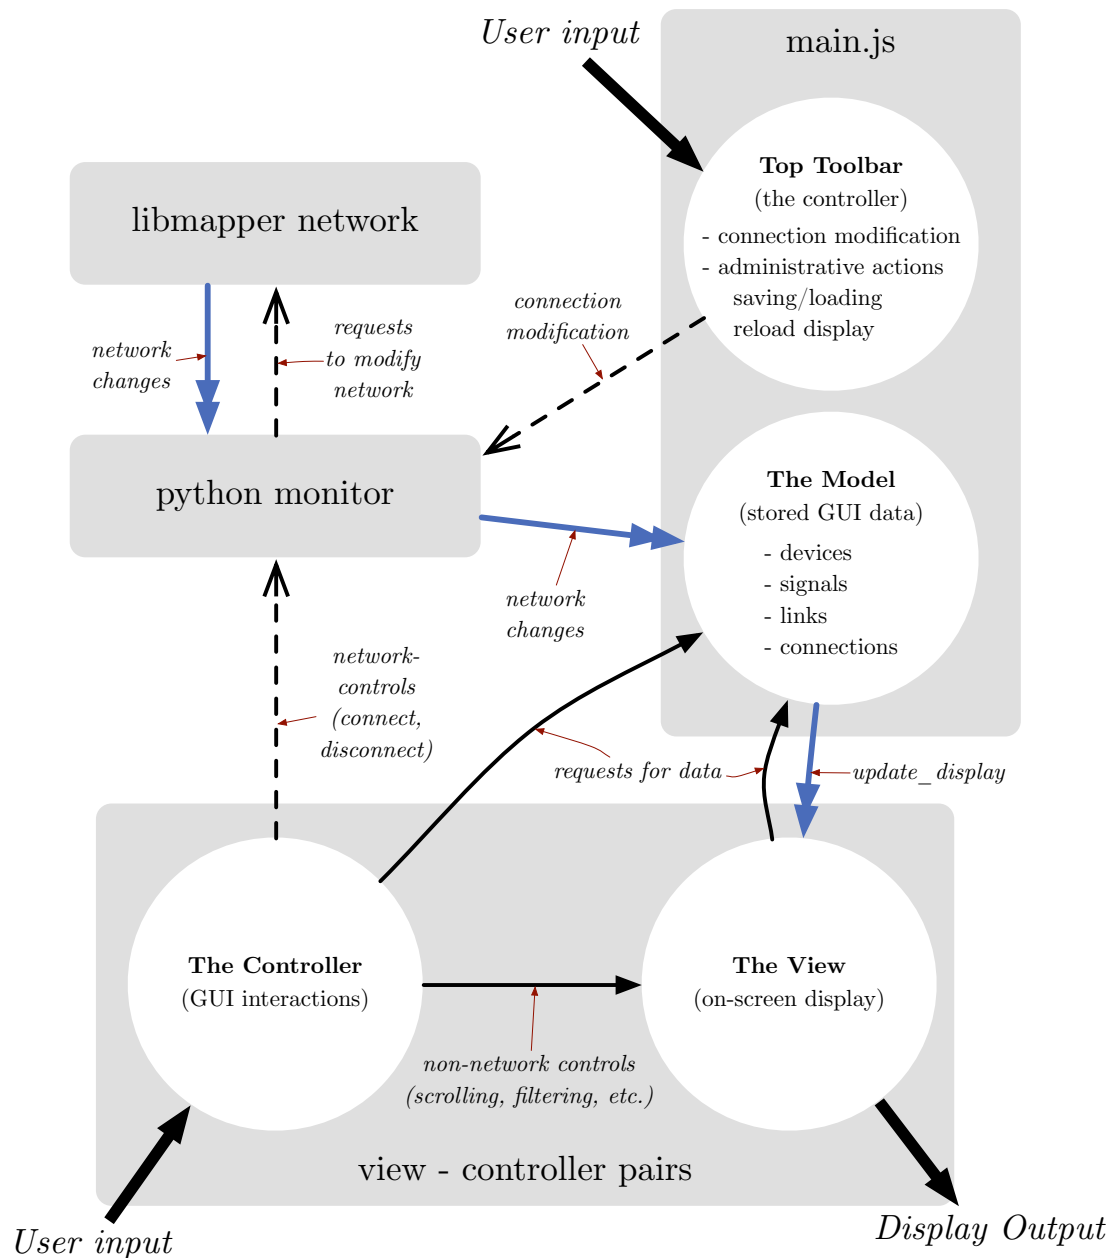 User input
main.js
Top Toolbar
(the controller)
- connection modification
- administrative actions
saving/loading
reload display
libmapper network
connection
modification
network
changes
requests
to modify
network
python monitor
The Model
(stored GUI data)
- devices
- signals
- links
- connections
network
changes
network-
controls
(connect,
disconnect)
requests for data
update_display
The Controller
(GUI interactions)
The View
(on-screen display)
non-network controls
(scrolling, filtering, etc.)
view - controller pairs
User input
Display Output